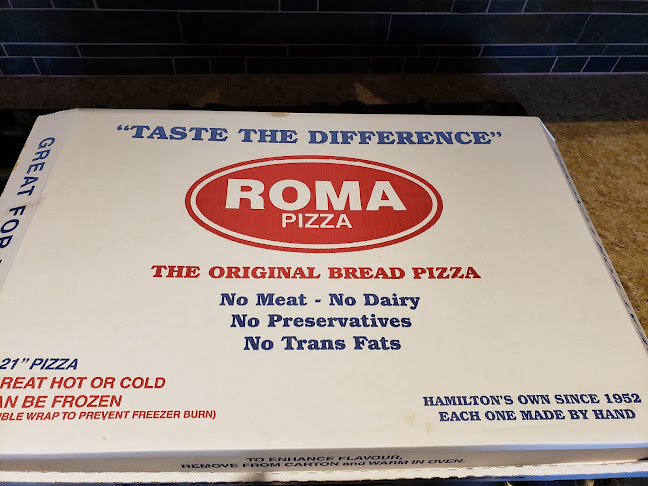 "TASTE THE DIFFERENCE"
ROMA
PIZZA
THE ORIGINAL BREAD PIZZA
No Meat - No Dairy
No Preservatives
No Trans Fats
GREAT FOR
21" PIZZA
REAT HOT OR COLD
AN BE FROZEN
IBLE WRAP TO PREVENT FREEZER BURN)
HAMILTON'S OWN SINCE 1952
EACH ONE MADE BY HAND
TO ENHANCE FLAVOUR,
REMOVE FROM CARTON and WARM IN OVEN.